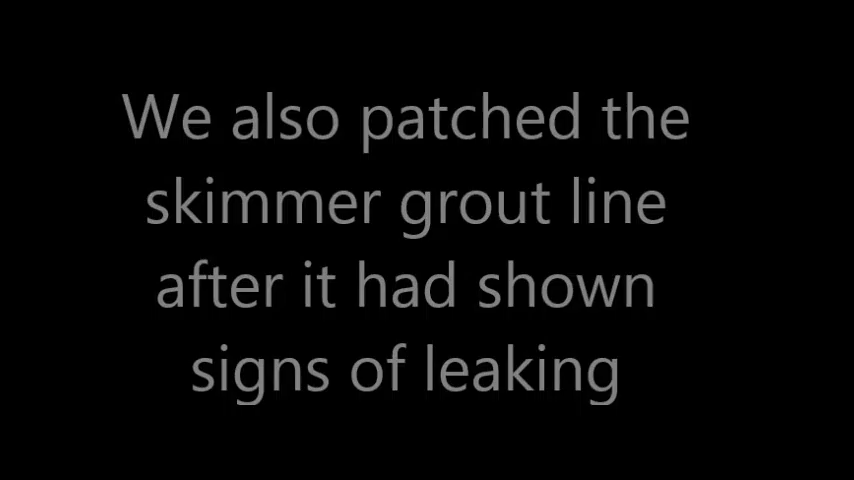 We also patched the
skimmer grout line
after it had shown
signs of leaking